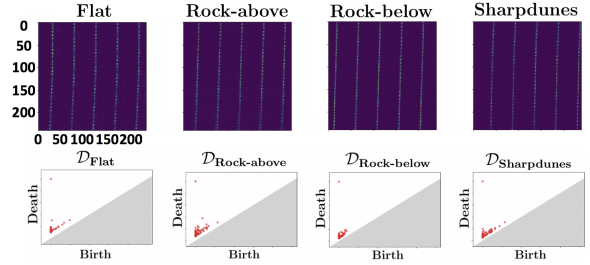 Flat Rock-above Rock-below Sharpdunes
0
50
100
150
200
0 50 100 150 200
𝒟Flat 𝒟Rock-above 𝒟Rock-below 𝒟Sharpdunes
Death Death Death Death
Birth Birth Birth Birth